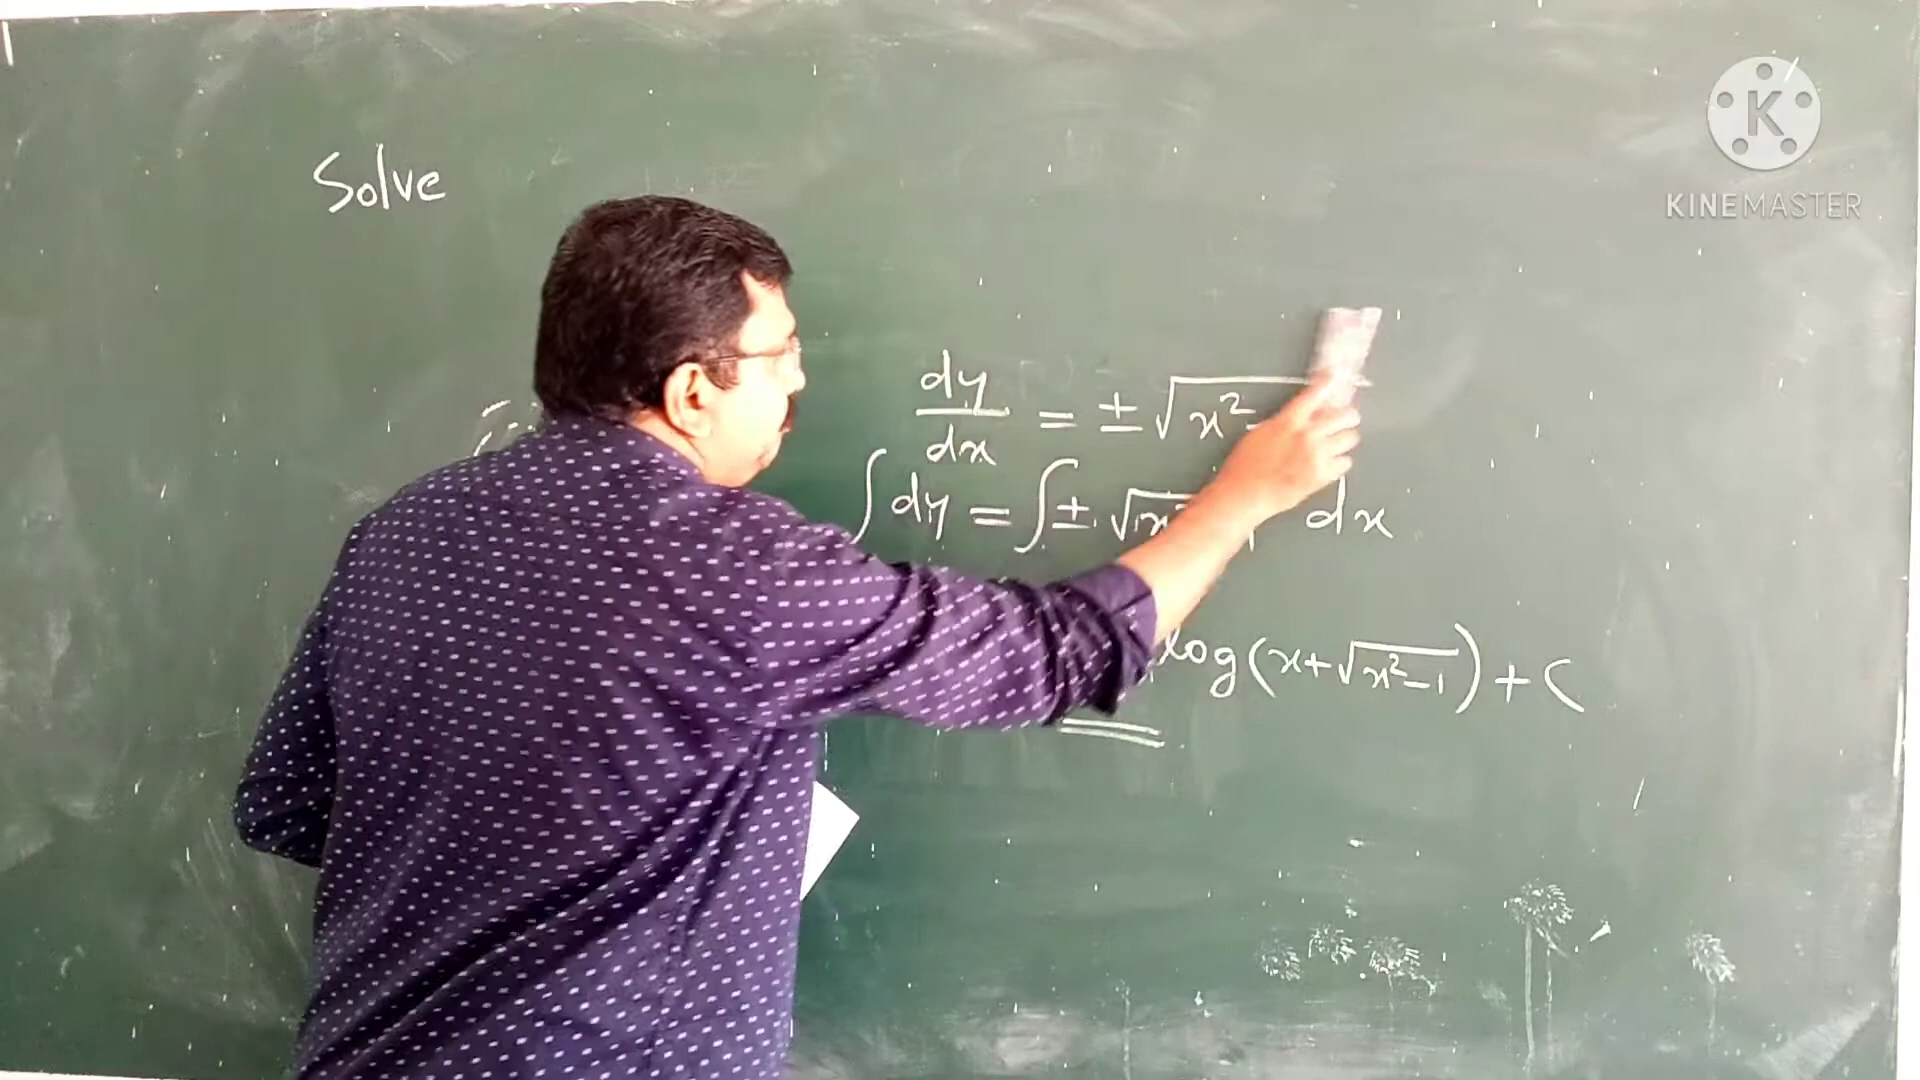 Solve
KINEMASTER
dy/dx = ± √x² -
∫ dy = ∫ ± √x² dx
log(x+√x²-1) + C